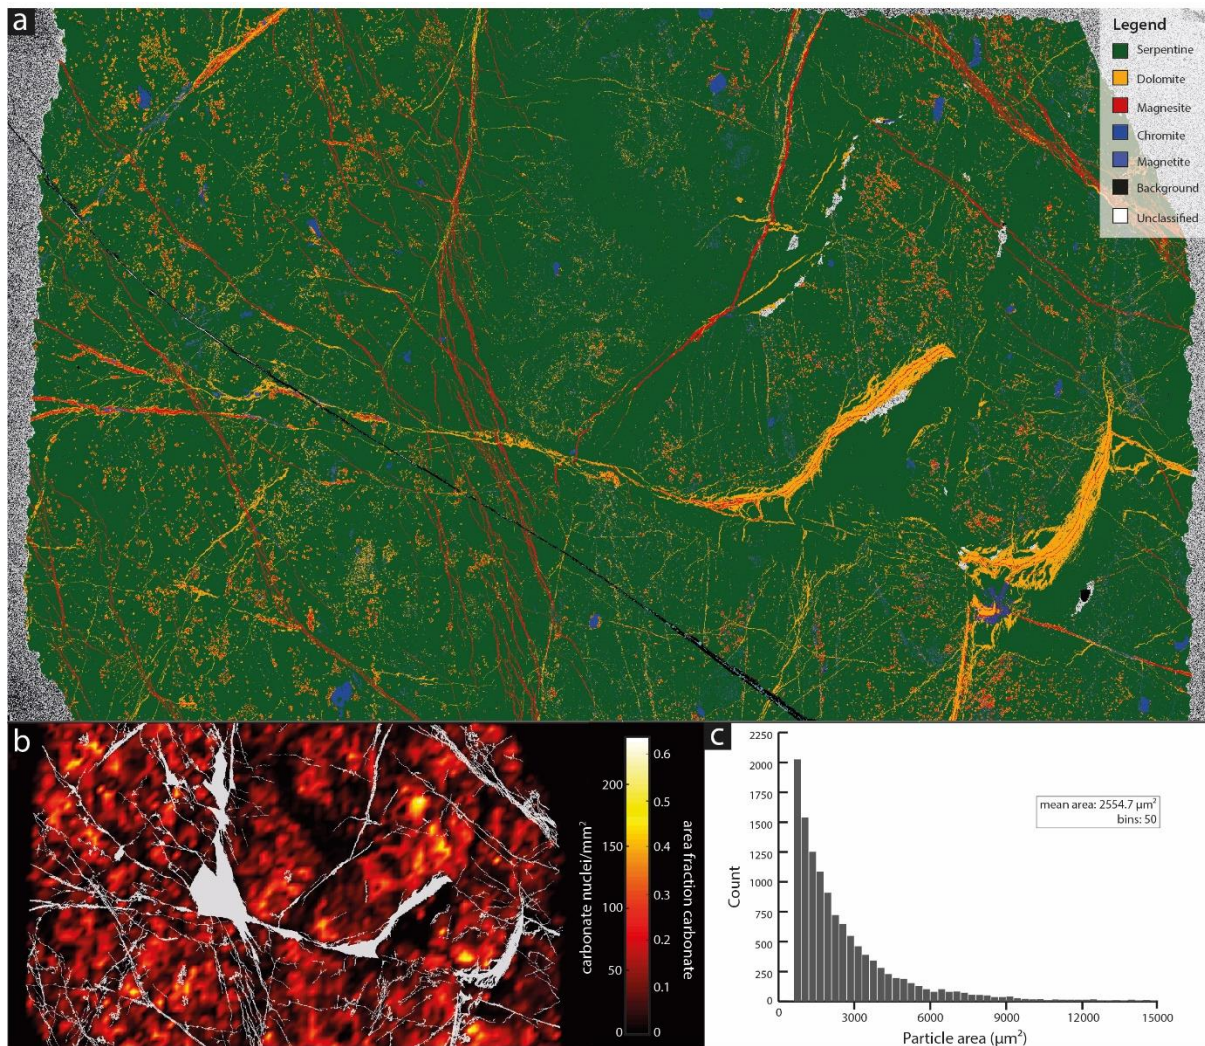 a
Legend
Serpentine
Dolomite
Magnesite
Chromite
Magnetite
Background
Unclassified
b
200
150
100
50
0
carbonate nuclei/mm²
0.6
0.5
0.4
0.3
0.2
0.1
0
area fraction carbonate
c
2250
2000
1750
1500
1250
1000
750
500
250
0
Count
mean area: 2554.7 µm²
bins: 50
0
3000
6000
9000
12000
15000
Particle area (µm²)